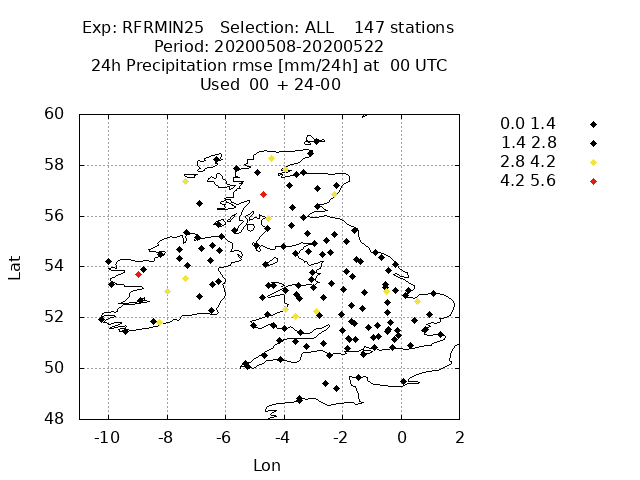 Exp: RFRMIN25 Selection: ALL 147 stations
Period: 20200508-20200522
24h Precipitation rmse [mm/24h] at 00 UTC
Used 00 + 24-00
0.0 1.4
1.4 2.8
2.8 4.2
4.2 5.6
60
58
56
54
52
50
48
Lat
-10 -8 -6 -4 -2 0 2
Lon